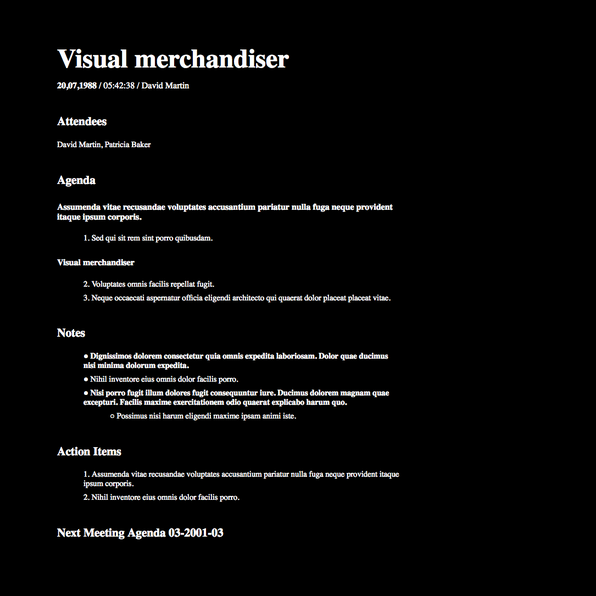 Visual merchandiser
20,07,1988 / 05:42:38 / David Martin
Attendees
David Martin, Patricia Baker
Agenda
Assumenda vitae recusandae voluptates accusantium pariatur nulla fuga neque provident
itaque ipsum corporis.
1. Sed qui sit rem sint porro quibusdam.
Visual merchandiser
2. Voluptates omnis facilis repellat fugit.
3. Neque occaecati aspernatur officia eligendi architecto qui quaerat dolor placeat placeat vitae.
Notes
● Dignissimos dolorem consectetur quia omnis expedita laboriosam. Dolor quae ducimus
nisi minima dolorum expedita.
● Nihil inventore eius omnis dolor facilis porro.
● Nisi porro fugit illum dolores fugit consequuntur iure. Ducimus dolorem magnam quae
excepturi. Facilis maxime exercitationem odio quaerat explicabo harum quo.
○ Possimus nisi harum eligendi maxime ipsam animi iste.
Action Items
1. Assumenda vitae recusandae voluptates accusantium pariatur nulla fuga neque provident itaque
ipsum corporis.
2. Nihil inventore eius omnis dolor facilis porro.
Next Meeting Agenda 03-2001-03